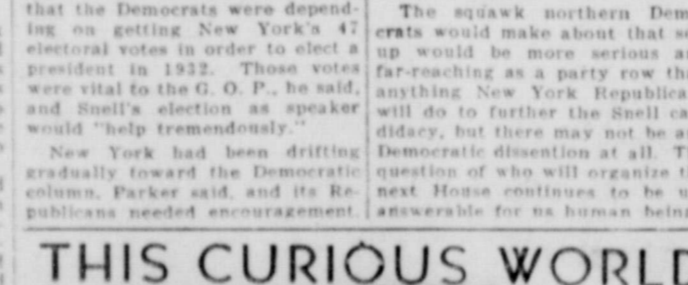 that the Democrats were depend-
ing on getting New York's 47
electoral votes in order to elect a
president in 1932. Those votes
were vital to the G. O. P., he said,
and Snell's election as speaker
would "help tremendously."
New York had been drifting
gradually toward the Democratic
column, Parker said, and its Re-
publicans needed encouragement.
The squawk northern Dem
crats would make about that se
up would be more serious a
far-reaching as a party row th
anything New York Republica
will do to further the Snell ca
didacy, but there may not be a
Democratic dissention at all. T
question of who will organize t
next House continues to be u
answerable for us human bein
THIS CURIOUS WORLD